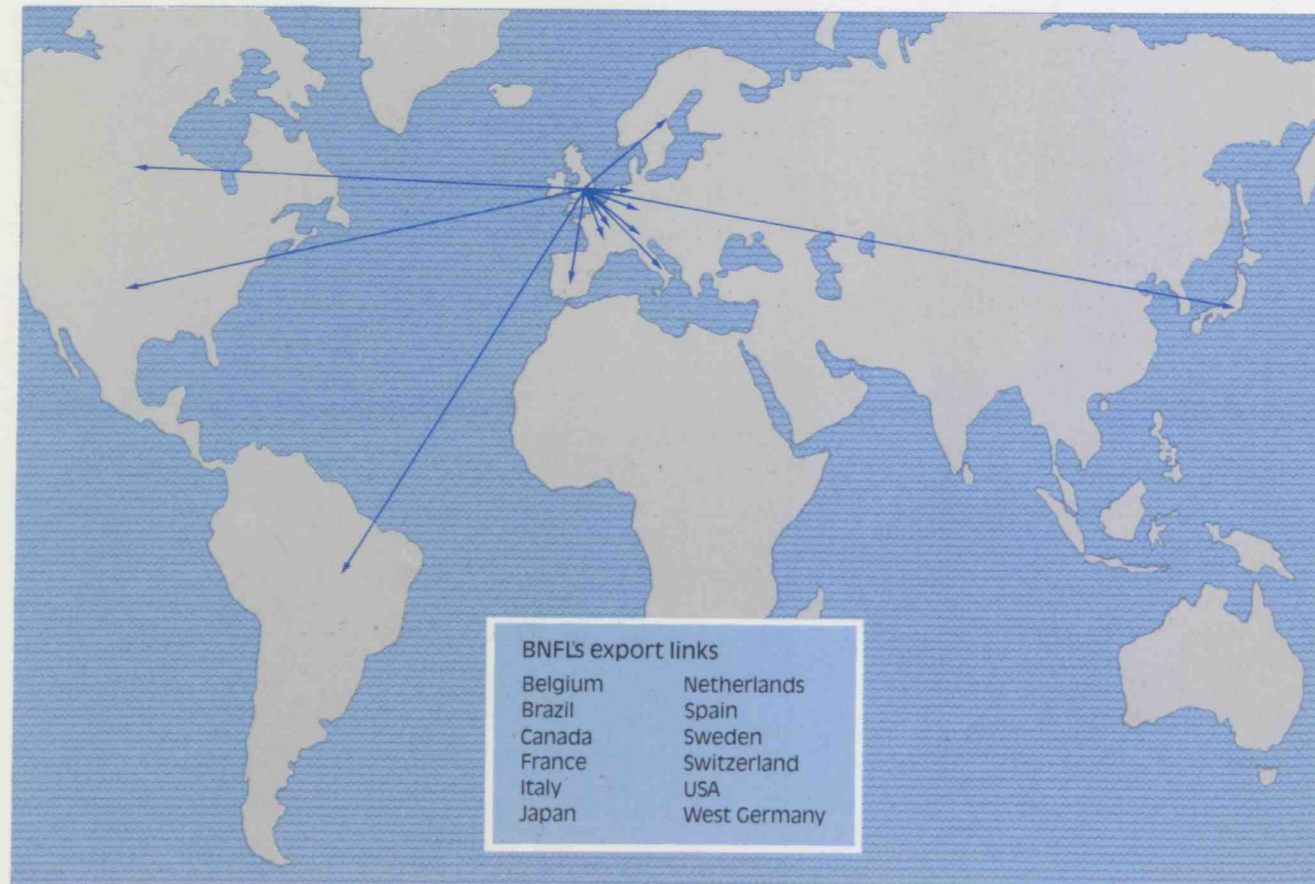 BNFL's export links
Belgium
Brazil
Canada
France
Italy
Japan
Netherlands
Spain
Sweden
Switzerland
USA
West Germany